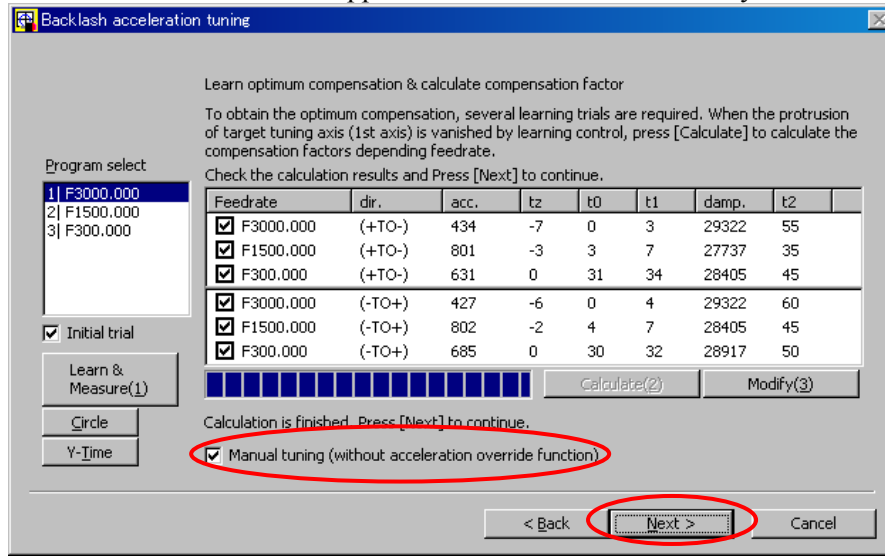 Backlash acceleration tuning
Learn optimum compensation & calculate compensation factor
To obtain the optimum compensation, several learning trials are required. When the protrusion
of target tuning axis (1st axis) is vanished by learning control, press [Calculate] to calculate the
compensation factors depending feedrate.
Check the calculation results and Press [Next] to continue.
Program select
1| F3000.000
2| F1500.000
3| F300.000
Feedrate dir. acc. tz t0 t1 damp. t2
F3000.000 (+TO-) 434 -7 0 3 29322 55
F1500.000 (+TO-) 801 -3 3 7 27737 35
F300.000 (+TO-) 631 0 31 34 28405 45
F3000.000 (-TO+) 427 -6 0 4 29322 60
F1500.000 (-TO+) 802 -2 4 7 28405 45
F300.000 (-TO+) 685 0 30 32 28917 50
Initial trial
Learn &
Measure(1)
Circle
Y-Time
Calculate(2)
Modify(3)
Calculation is finished. Press [Next] to continue.
Manual tuning (without acceleration override function)
< Back
Next >
Cancel